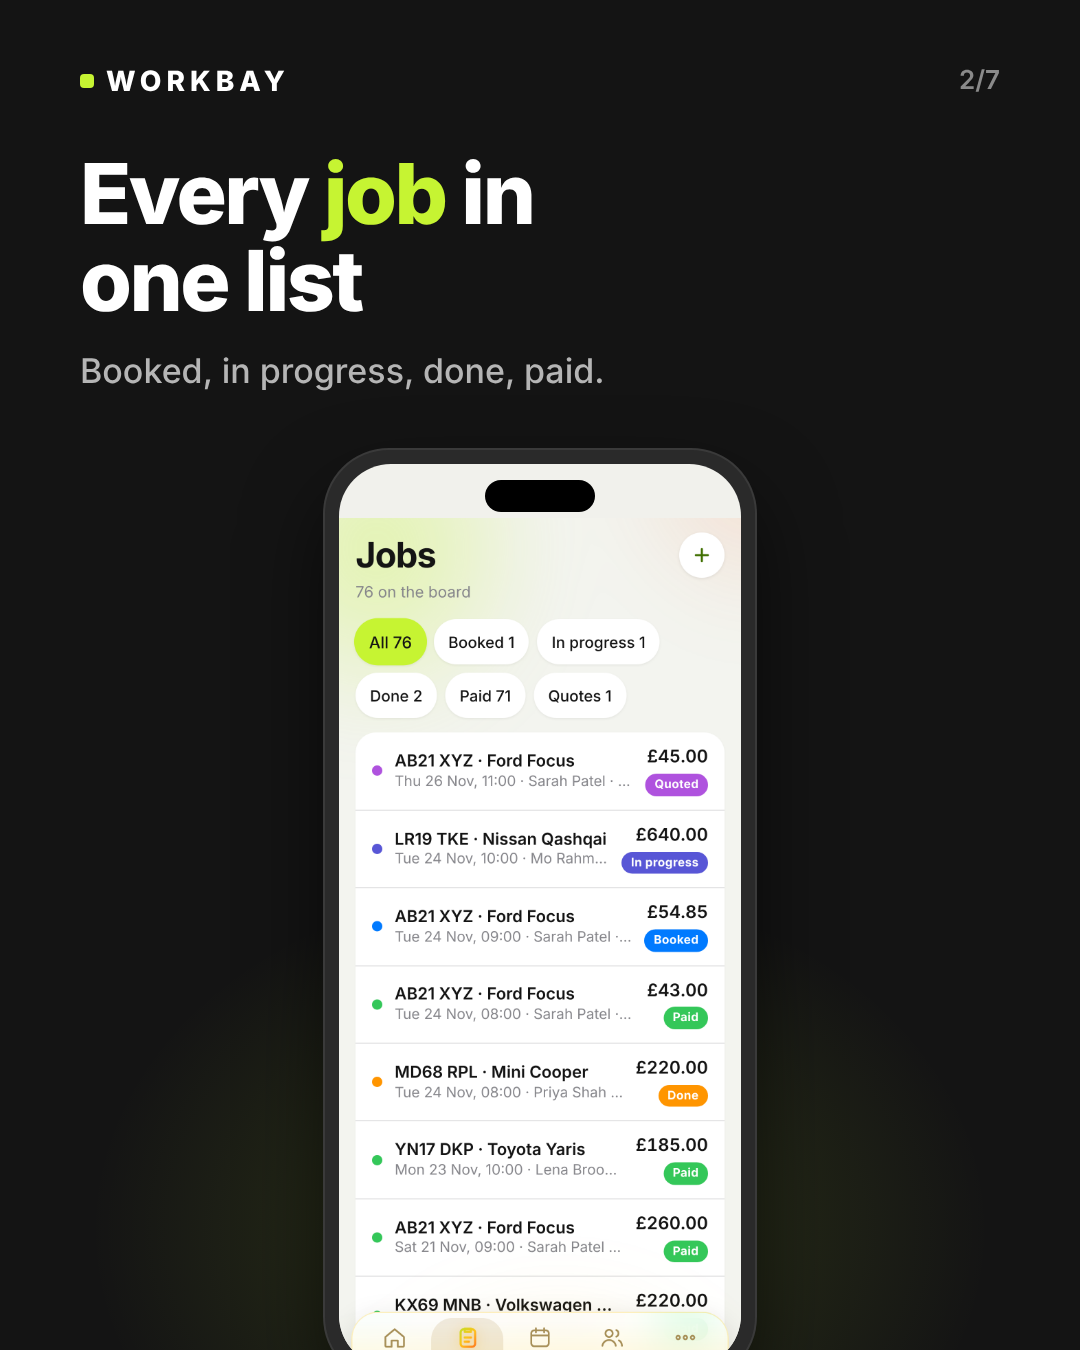 WORKBAY
2/7
Every job in
one list
Booked, in progress, done, paid.
Jobs
76 on the board
All 76
Booked 1
In progress 1
Done 2
Paid 71
Quotes 1
AB21 XYZ · Ford Focus
£45.00
Thu 26 Nov, 11:00 · Sarah Patel · ...
Quoted
LR19 TKE · Nissan Qashqai
£640.00
Tue 24 Nov, 10:00 · Mo Rahm...
In progress
AB21 XYZ · Ford Focus
£54.85
Tue 24 Nov, 09:00 · Sarah Patel ·...
Booked
AB21 XYZ · Ford Focus
£43.00
Tue 24 Nov, 08:00 · Sarah Patel ·...
Paid
MD68 RPL · Mini Cooper
£220.00
Tue 24 Nov, 08:00 · Priya Shah ...
Done
YN17 DKP · Toyota Yaris
£185.00
Mon 23 Nov, 10:00 · Lena Broo...
Paid
AB21 XYZ · Ford Focus
£260.00
Sat 21 Nov, 09:00 · Sarah Patel ...
Paid
KX69 MNB · Volkswagen ...
£220.00